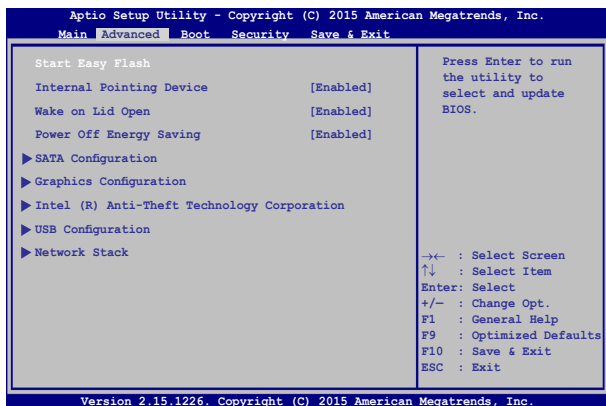 Aptio Setup Utility - Copyright (C) 2015 American Megatrends, Inc.
Main Advanced Boot Security Save & Exit
Start Easy Flash
Internal Pointing Device [Enabled]
Wake on Lid Open [Enabled]
Power Off Energy Saving [Enabled]
SATA Configuration
Graphics Configuration
Intel (R) Anti-Theft Technology Corporation
USB Configuration
Network Stack
Press Enter to run
the utility to
select and update
BIOS.
→← : Select Screen
↑↓ : Select Item
Enter: Select
+/— : Change Opt.
F1 : General Help
F9 : Optimized Defaults
F10 : Save & Exit
ESC : Exit
Version 2.15.1226. Copyright (C) 2015 American Megatrends, Inc.